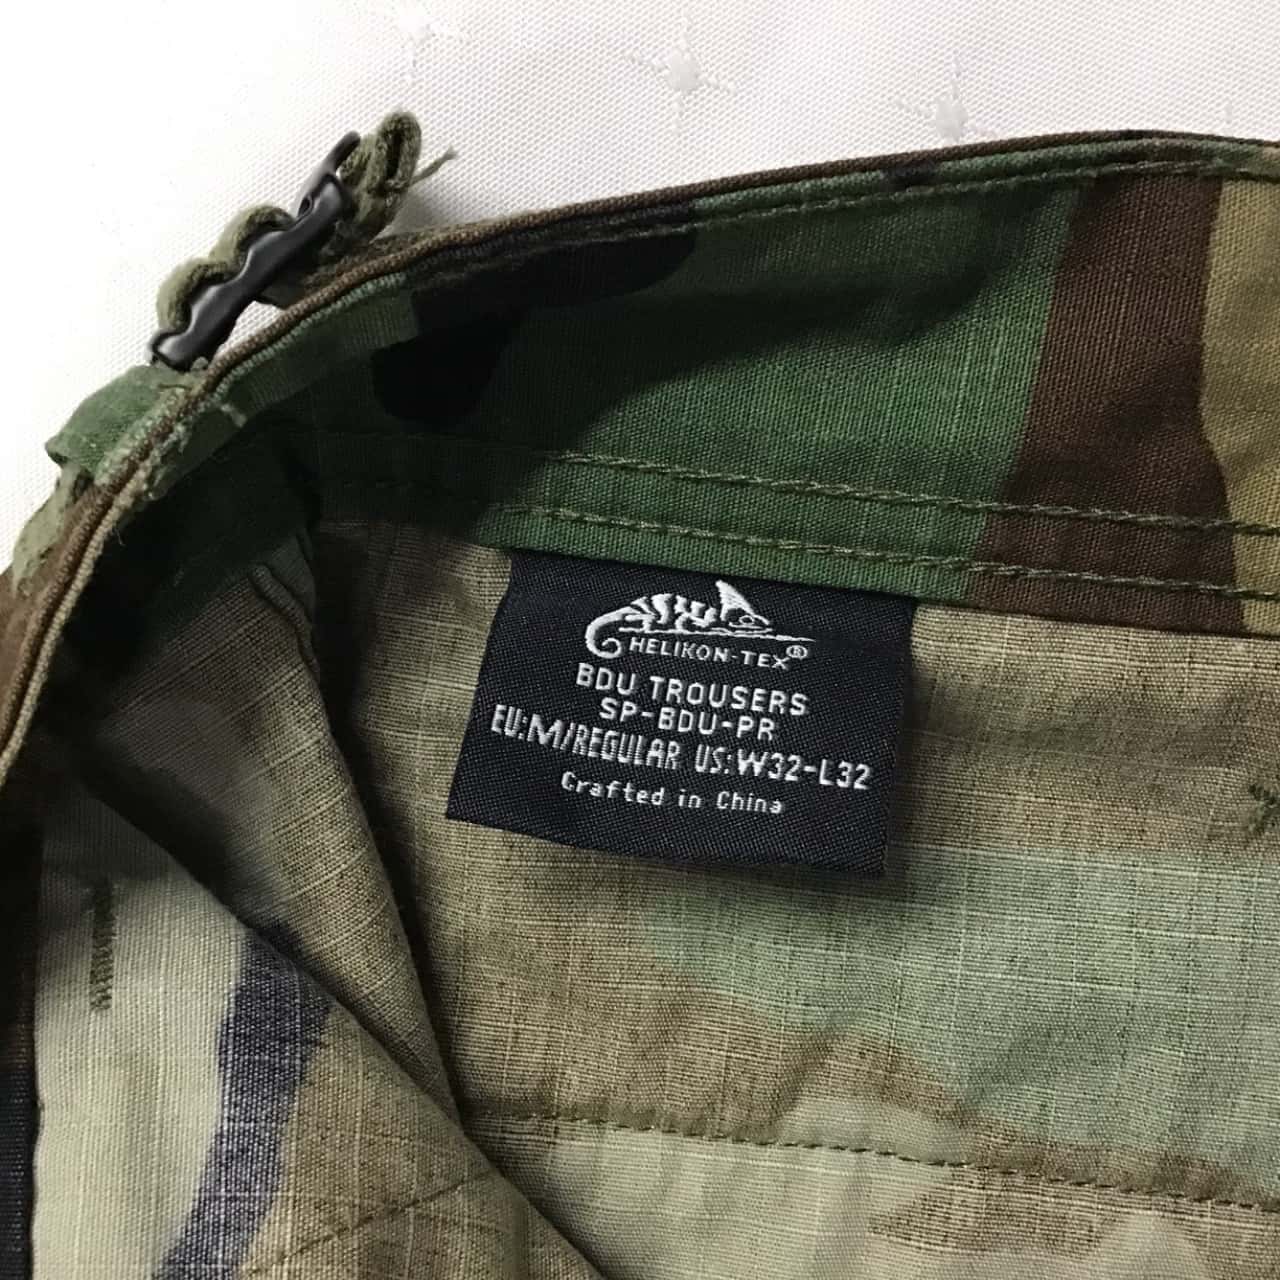 HELIKON-TEX®
BDU TROUSERS
SP-BDU-PR
EU:M/REGULAR US:W32-L32
Crafted in China